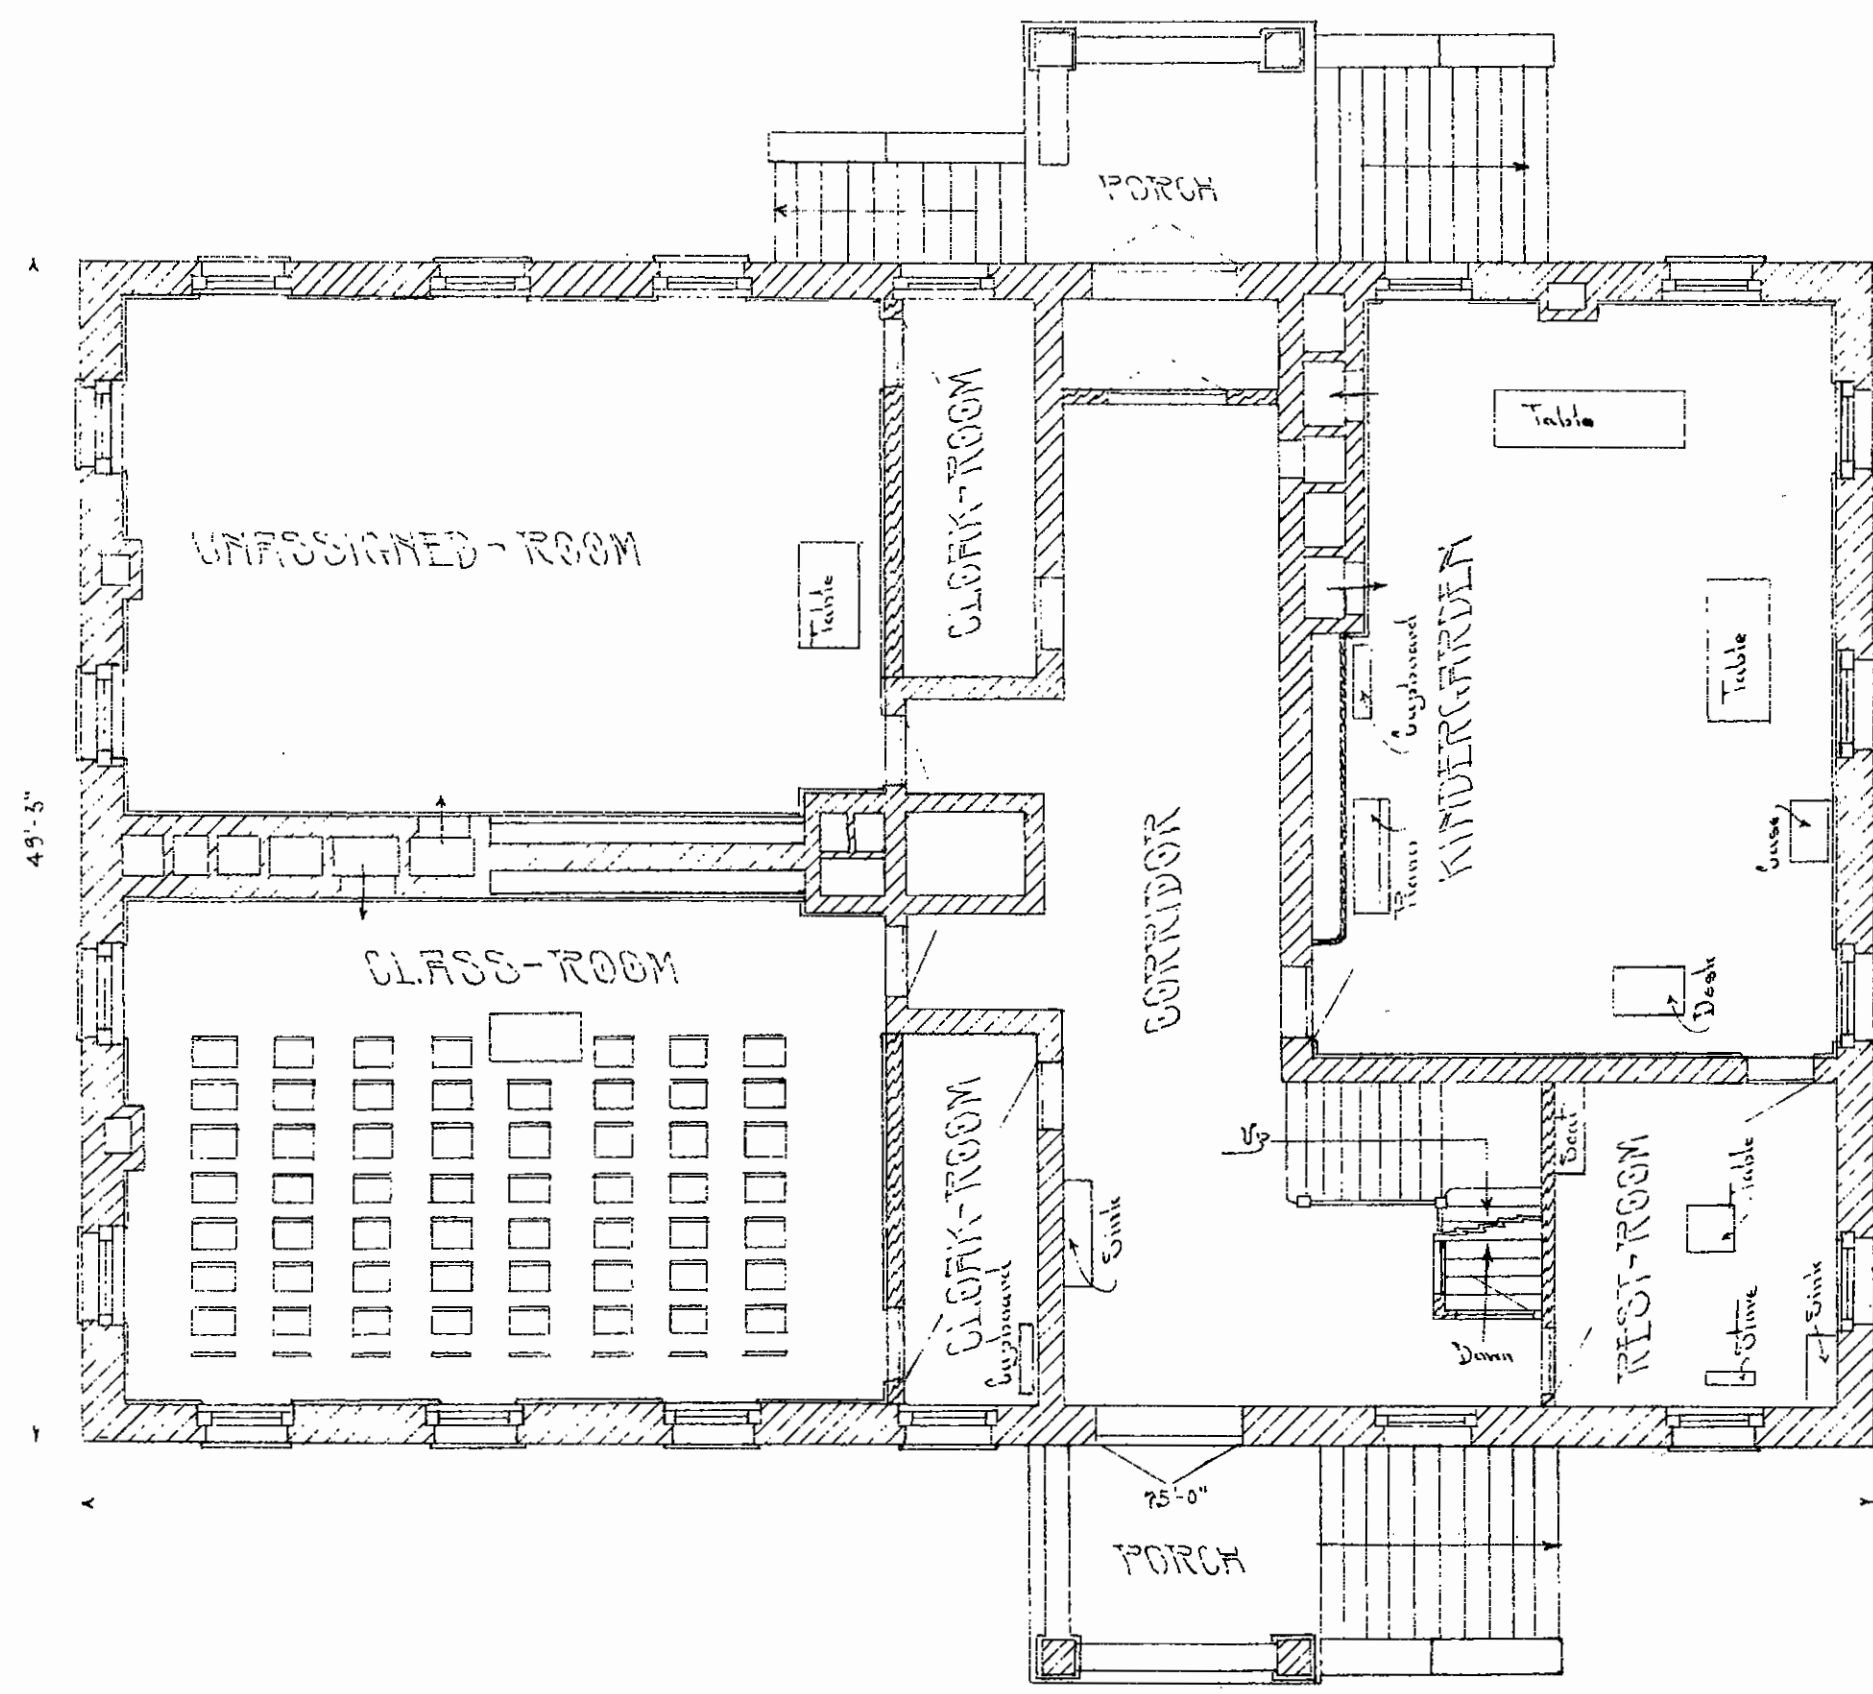 PORCH
CLOAK-ROOM
Table
UNASSIGNED-ROOM
Table
Cupboard
KINDERGARDEN
Table
49'-3"
Case
Piano
CORRIDOR
CLASS-ROOM
Desk
Up
Seat
Table
CLOAK-ROOM
Sink
REST-ROOM
Cupboard
Stove
Sink
Down
75'-0"
PORCH